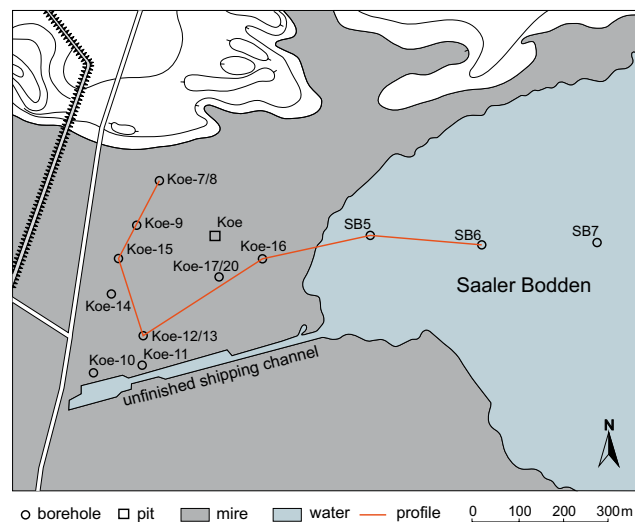 Koe-7/8
Koe-9
Koe
SB5
SB6
SB7
Koe-15
Koe-16
Koe-17/20
Saaler Bodden
Koe-14
Koe-12/13
Koe-11
Koe-10
unfinished shipping channel
N
borehole pit mire water profile 0 100 200 300m